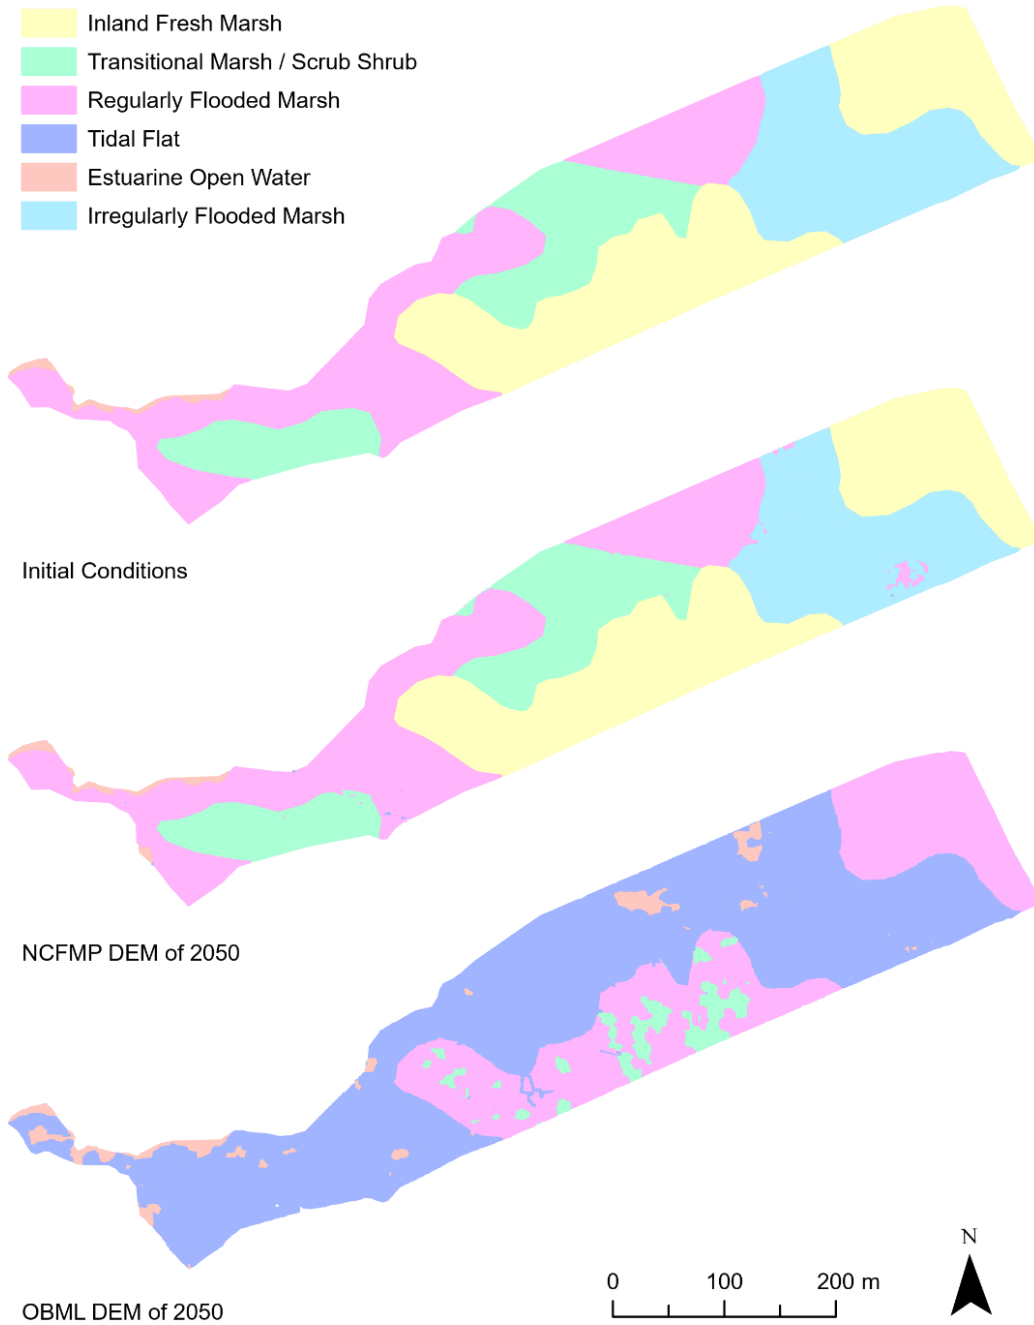 Inland Fresh Marsh
Transitional Marsh / Scrub Shrub
Regularly Flooded Marsh
Tidal Flat
Estuarine Open Water
Irregularly Flooded Marsh
Initial Conditions
NCFMP DEM of 2050
OBML DEM of 2050
0 100 200 m
N